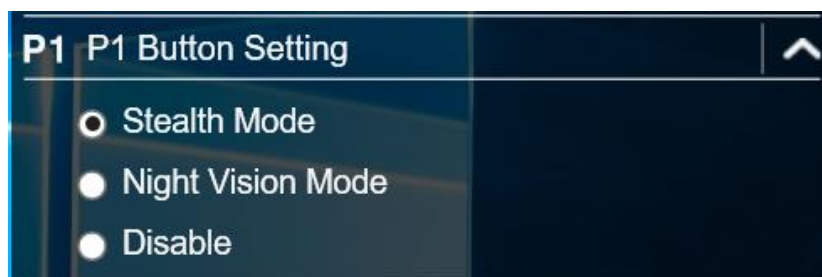 P1 P1 Button Setting
Stealth Mode
Night Vision Mode
Disable